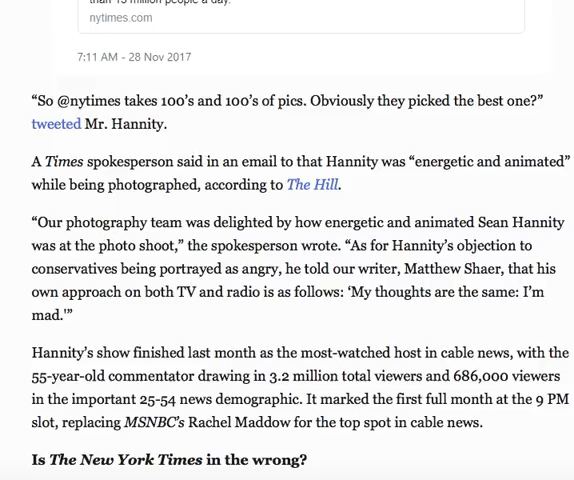 than 13 million people a day.
nytimes.com
7:11 AM - 28 Nov 2017
“So @nytimes takes 100’s and 100’s of pics. Obviously they picked the best one?”
tweeted Mr. Hannity.
A Times spokesperson said in an email to that Hannity was “energetic and animated”
while being photographed, according to The Hill.
“Our photography team was delighted by how energetic and animated Sean Hannity
was at the photo shoot,” the spokesperson wrote. “As for Hannity’s objection to
conservatives being portrayed as angry, he told our writer, Matthew Shaer, that his
own approach on both TV and radio is as follows: ‘My thoughts are the same: I’m
mad.'”
Hannity’s show finished last month as the most-watched host in cable news, with the
55-year-old commentator drawing in 3.2 million total viewers and 686,000 viewers
in the important 25-54 news demographic. It marked the first full month at the 9 PM
slot, replacing MSNBC’s Rachel Maddow for the top spot in cable news.
Is The New York Times in the wrong?